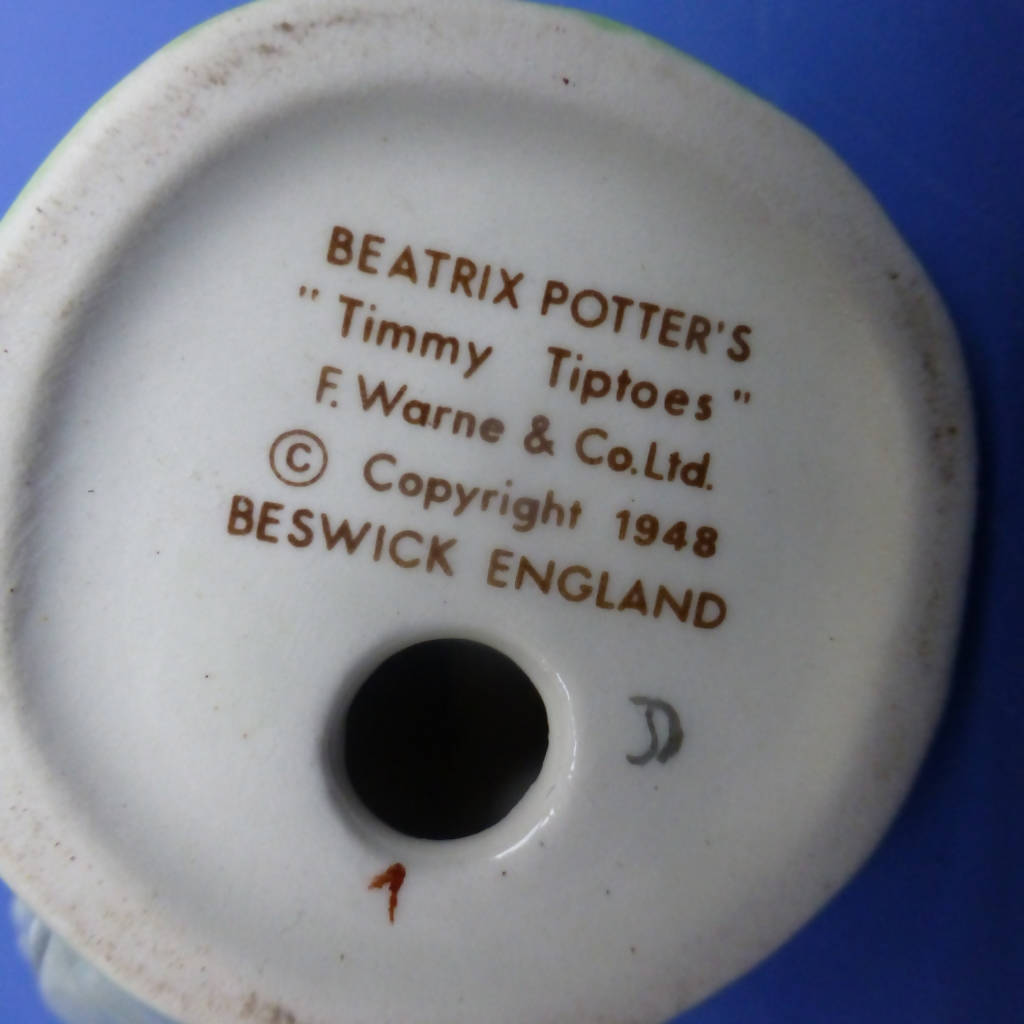 BEATRIX POTTER'S
"Timmy Tiptoes"
F. Warne & Co.Ltd.
© Copyright 1948
BESWICK ENGLAND